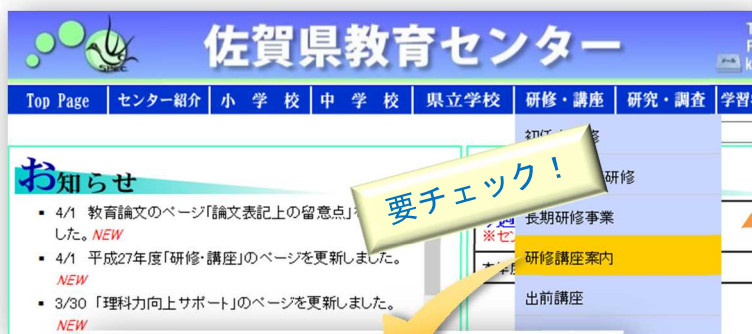 佐賀県教育センター
SPEC
Top Page センター紹介 小 学 校 中 学 校 県立学校 研修・講座 研究・調査 学習
お知らせ
4/1 教育論文のページ「論文表記上の留意点」
した。NEW
4/1 平成27年度「研修・講座」のページを更新しました。
NEW
3/30 「理科力向上サポート」のページを更新しました。
NEW
要チェック!
研修
長期研修事業
研修講座案内
出前講座
※セン